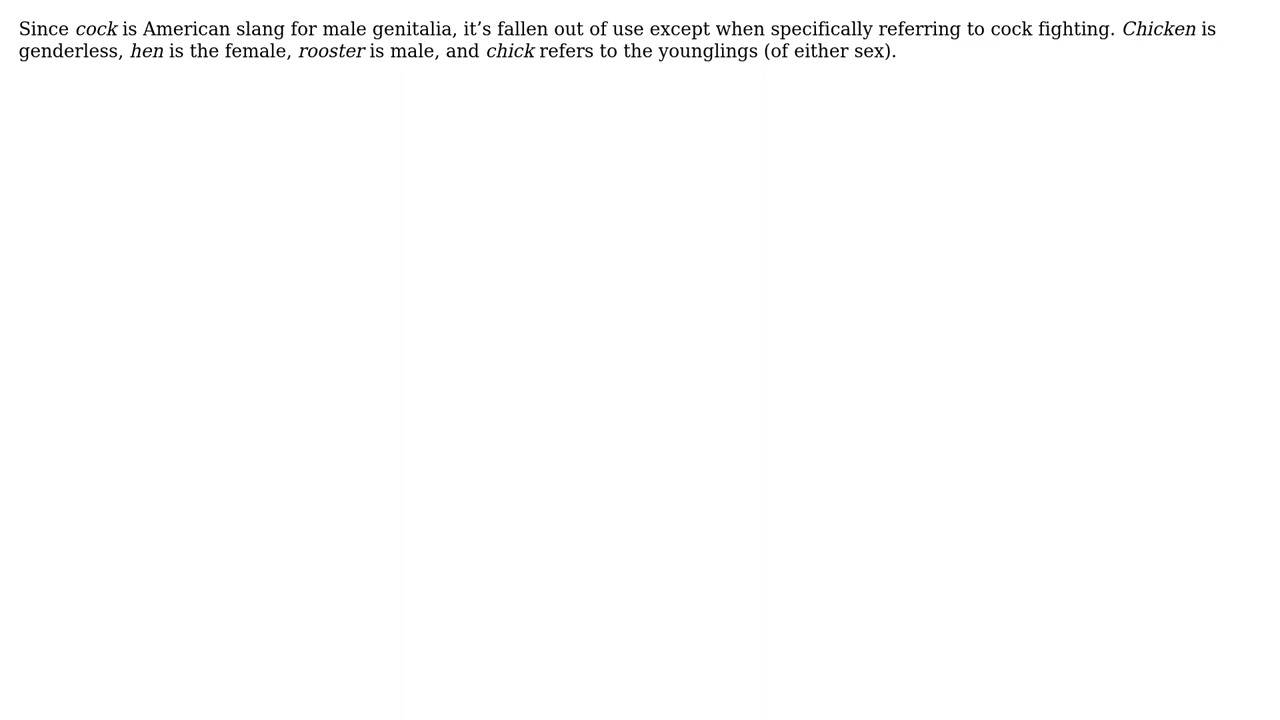 Since cock is American slang for male genitalia, it’s fallen out of use except when specifically referring to cock fighting. Chicken is
genderless, hen is the female, rooster is male, and chick refers to the younglings (of either sex).